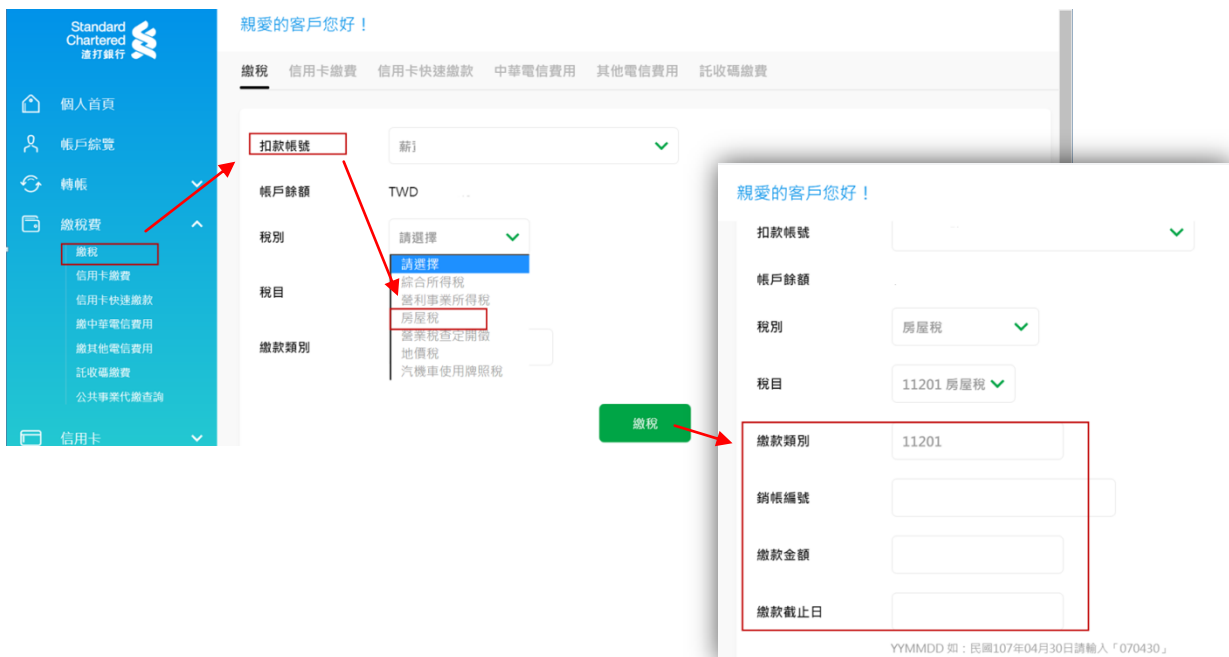 Standard
Chartered
渣打銀行
個人首頁
帳戶綜覽
轉帳
繳稅費
繳稅
信用卡繳費
信用卡快速繳款
繳中華電信費用
繳其他電信費用
託收碼繳費
公共事業代繳查詢
信用卡
親愛的客戶您好！
繳稅 信用卡繳費 信用卡快速繳款 中華電信費用 其他電信費用 託收碼繳費
扣款帳號 薪
帳戶餘額 TWD
稅別 請選擇
請選擇
綜合所得稅
營利事業所得稅
房屋稅
營業稅查定開徵
地價稅
汽機車使用牌照稅
稅目
繳款類別
繳稅
親愛的客戶您好！
扣款帳號
帳戶餘額
稅別 房屋稅
稅目 11201 房屋稅
繳款類別 11201
銷帳編號
繳款金額
繳款截止日
YYMMDD 如：民國107年04月30日請輸入「070430」